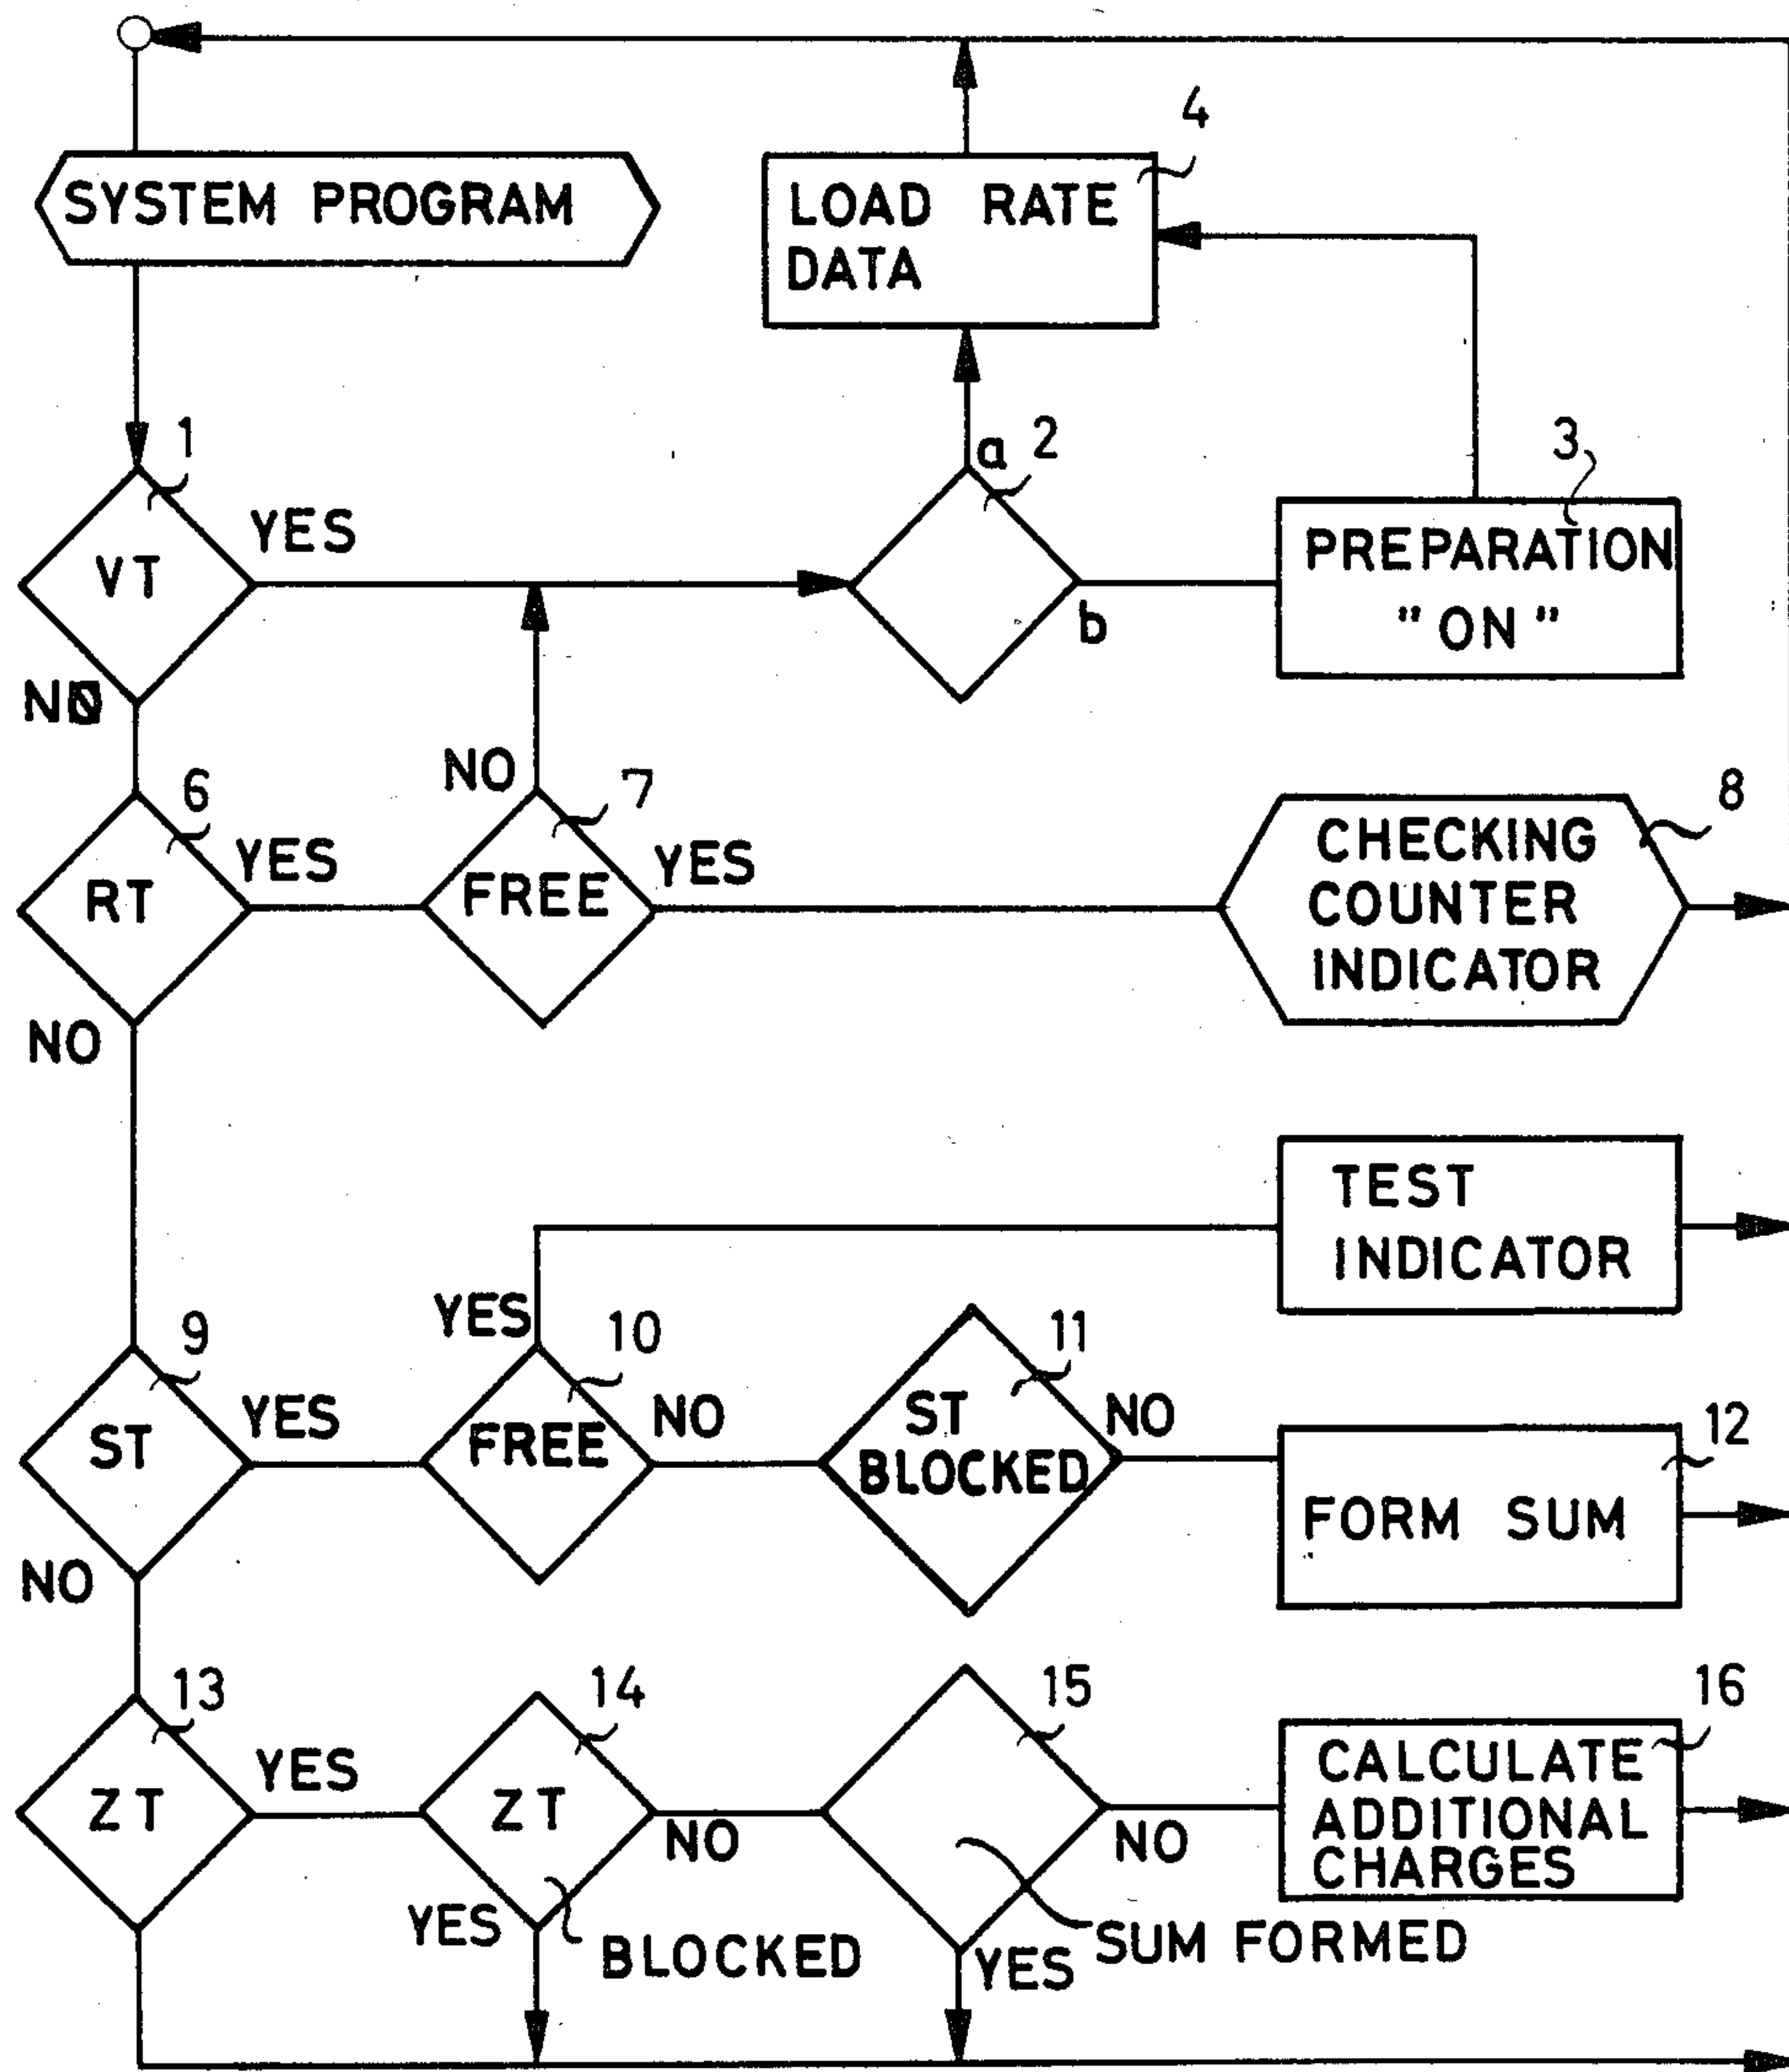 4
SYSTEM PROGRAM
LOAD RATE
DATA
1
a
2
3
YES
VT
PREPARATION
b
"ON"
NO
6
NO
7
8
YES
YES
CHECKING
RT
FREE
COUNTER
INDICATOR
NO
TEST
INDICATOR
YES
9
10
11
YES
NO
ST
NO
12
ST
FREE
BLOCKED
FORM SUM
NO
13
14
15
16
YES
CALCULATE
ZT
ZT
ADDITIONAL
NO
NO
CHARGES
YES
BLOCKED
SUM FORMED
YES